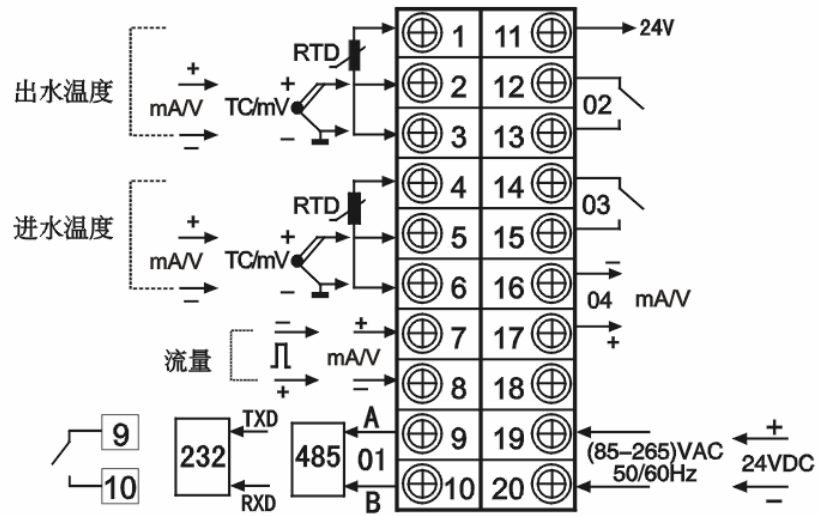 RTD
1
11
24V
出水温度
+
mA/V
−
TC/mV
+
−
2
12
02
3
13
RTD
4
14
进水温度
+
mA/V
−
TC/mV
+
−
5
15
03
6
16
−
04
mA/V
流量
−
+
+
mA/V
−
7
17
+
8
18
9
10
232
TXD
RXD
485
A
01
B
9
19
(85-265)VAC
50/60Hz
+
24VDC
−
10
20